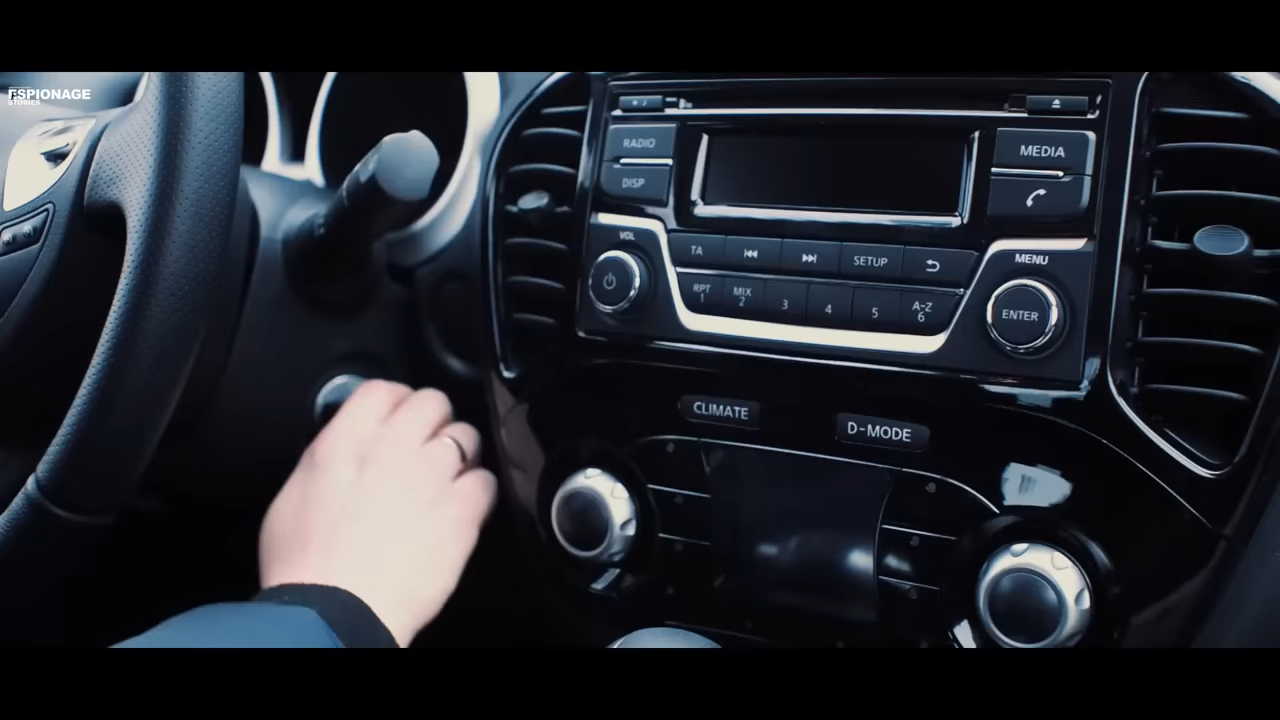 ESPIONAGE
STORIES
RADIO
MEDIA
DISP
VOL
TA
SETUP
MENU
RPT
1
MIX
2
3
4
5
A-Z
6
ENTER
CLIMATE
D-MODE